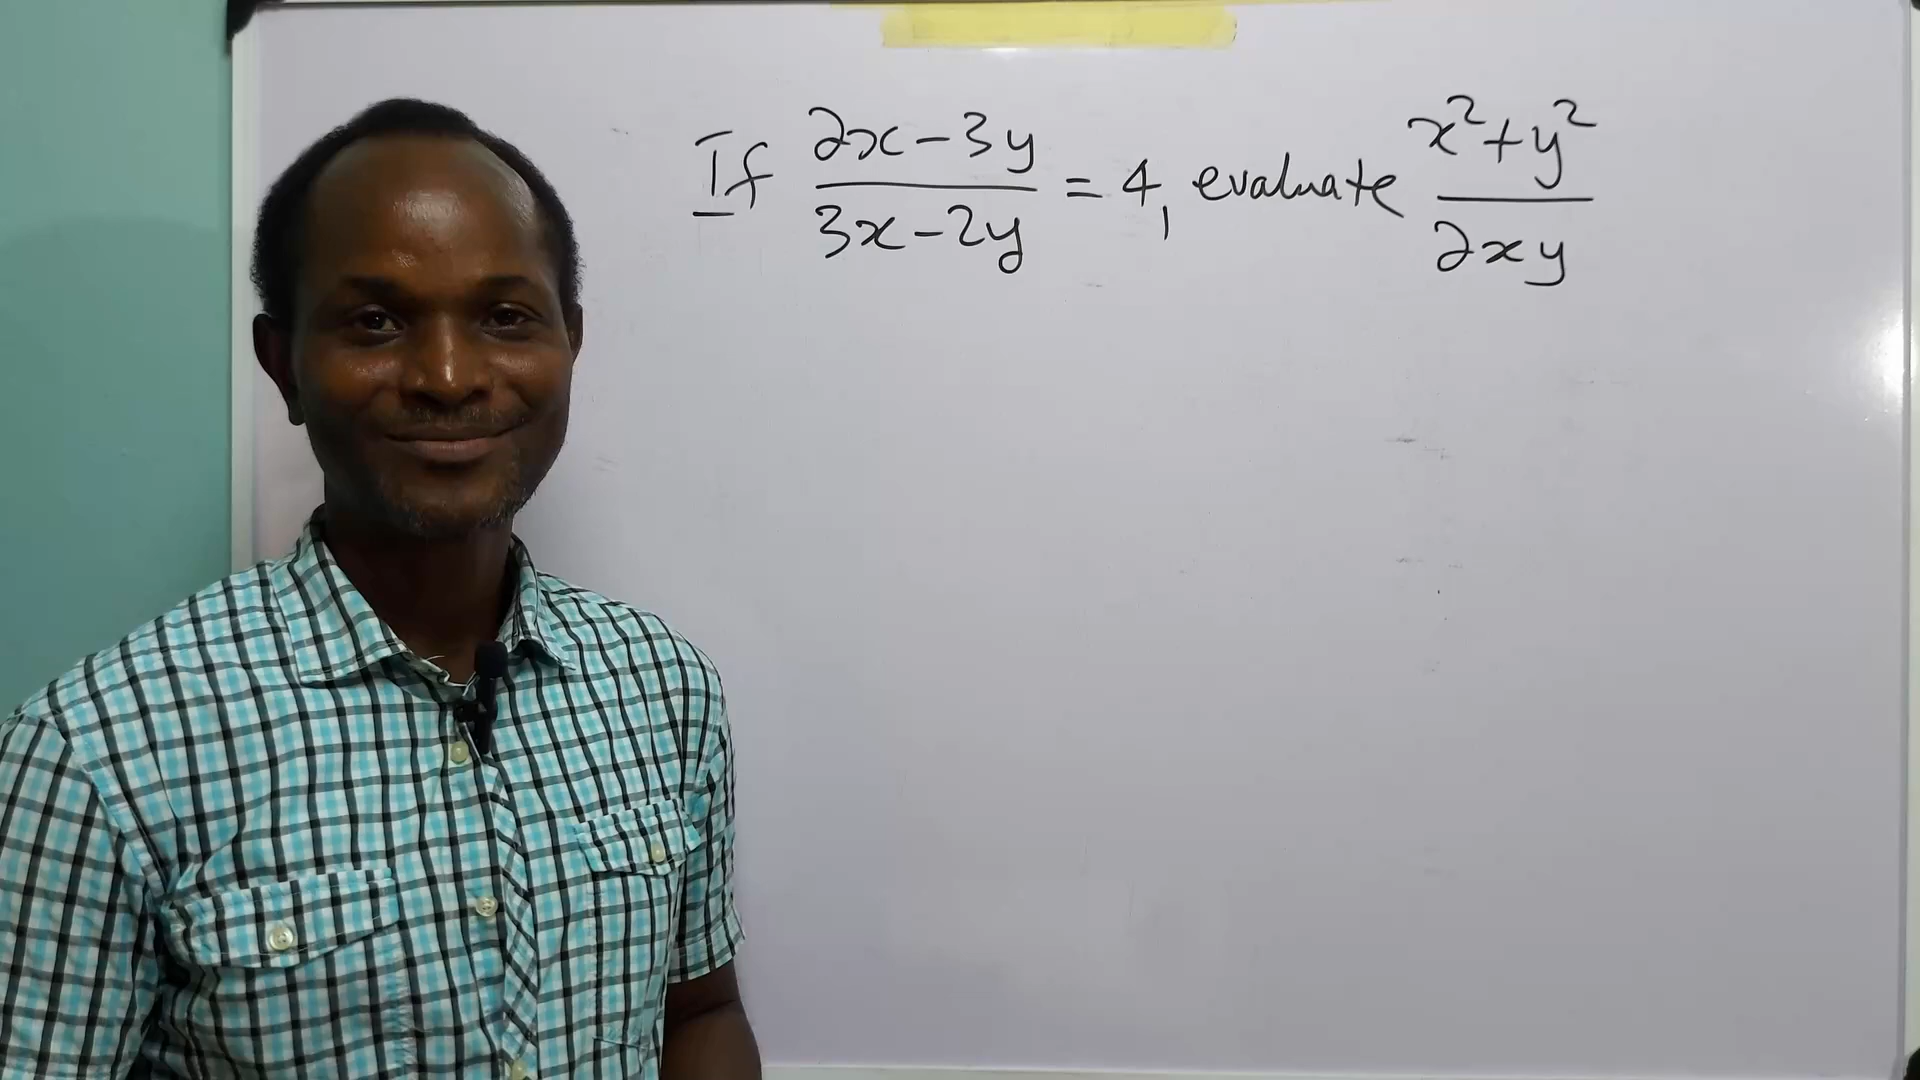 If (2x-3y)/(3x-2y) = 4, evaluate (x²+y²)/(2xy)